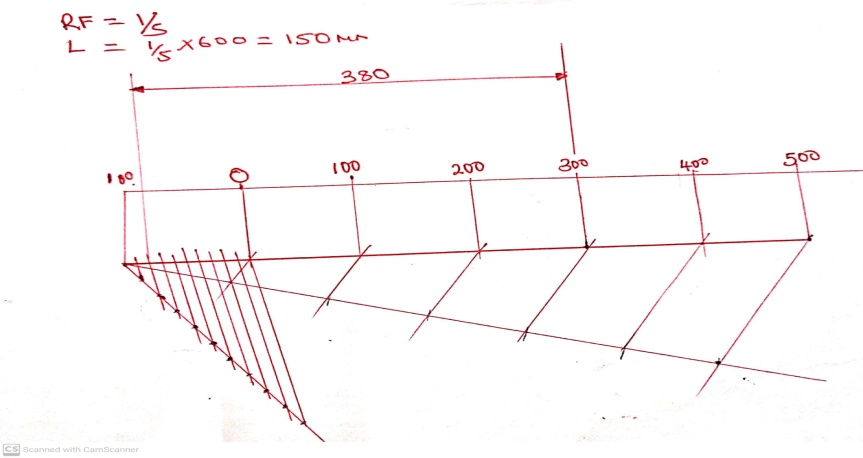 RF = 1/5
L = 1/5 × 600 = 150 mm
380
100 0 100 200 300 400 500
CS Scanned with CamScanner